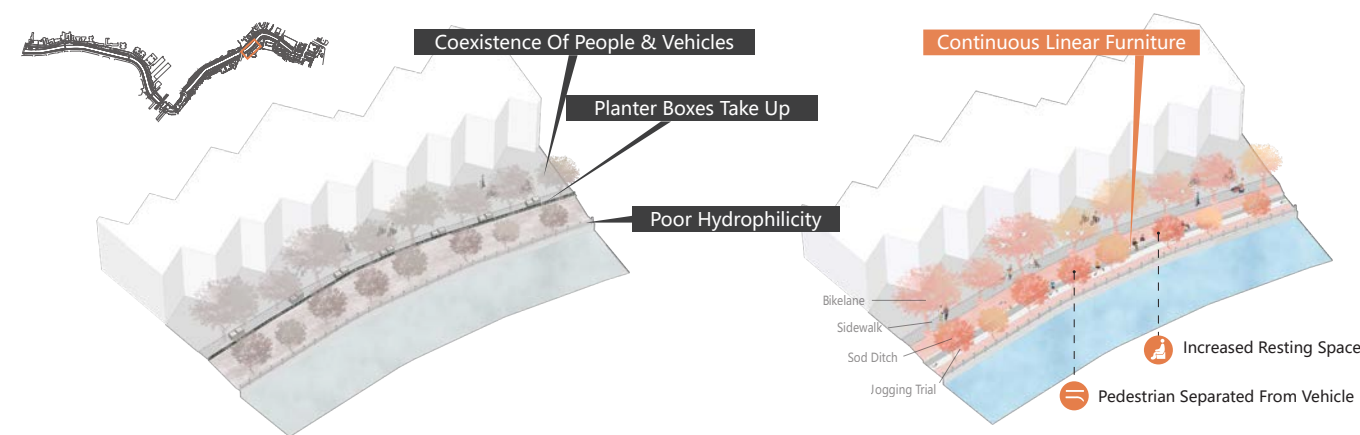 Coexistence Of People & Vehicles
Planter Boxes Take Up
Poor Hydrophilicity
Continuous Linear Furniture
Bikelane
Sidewalk
Sod Ditch
Jogging Trial
Increased Resting Space
Pedestrian Separated From Vehicle